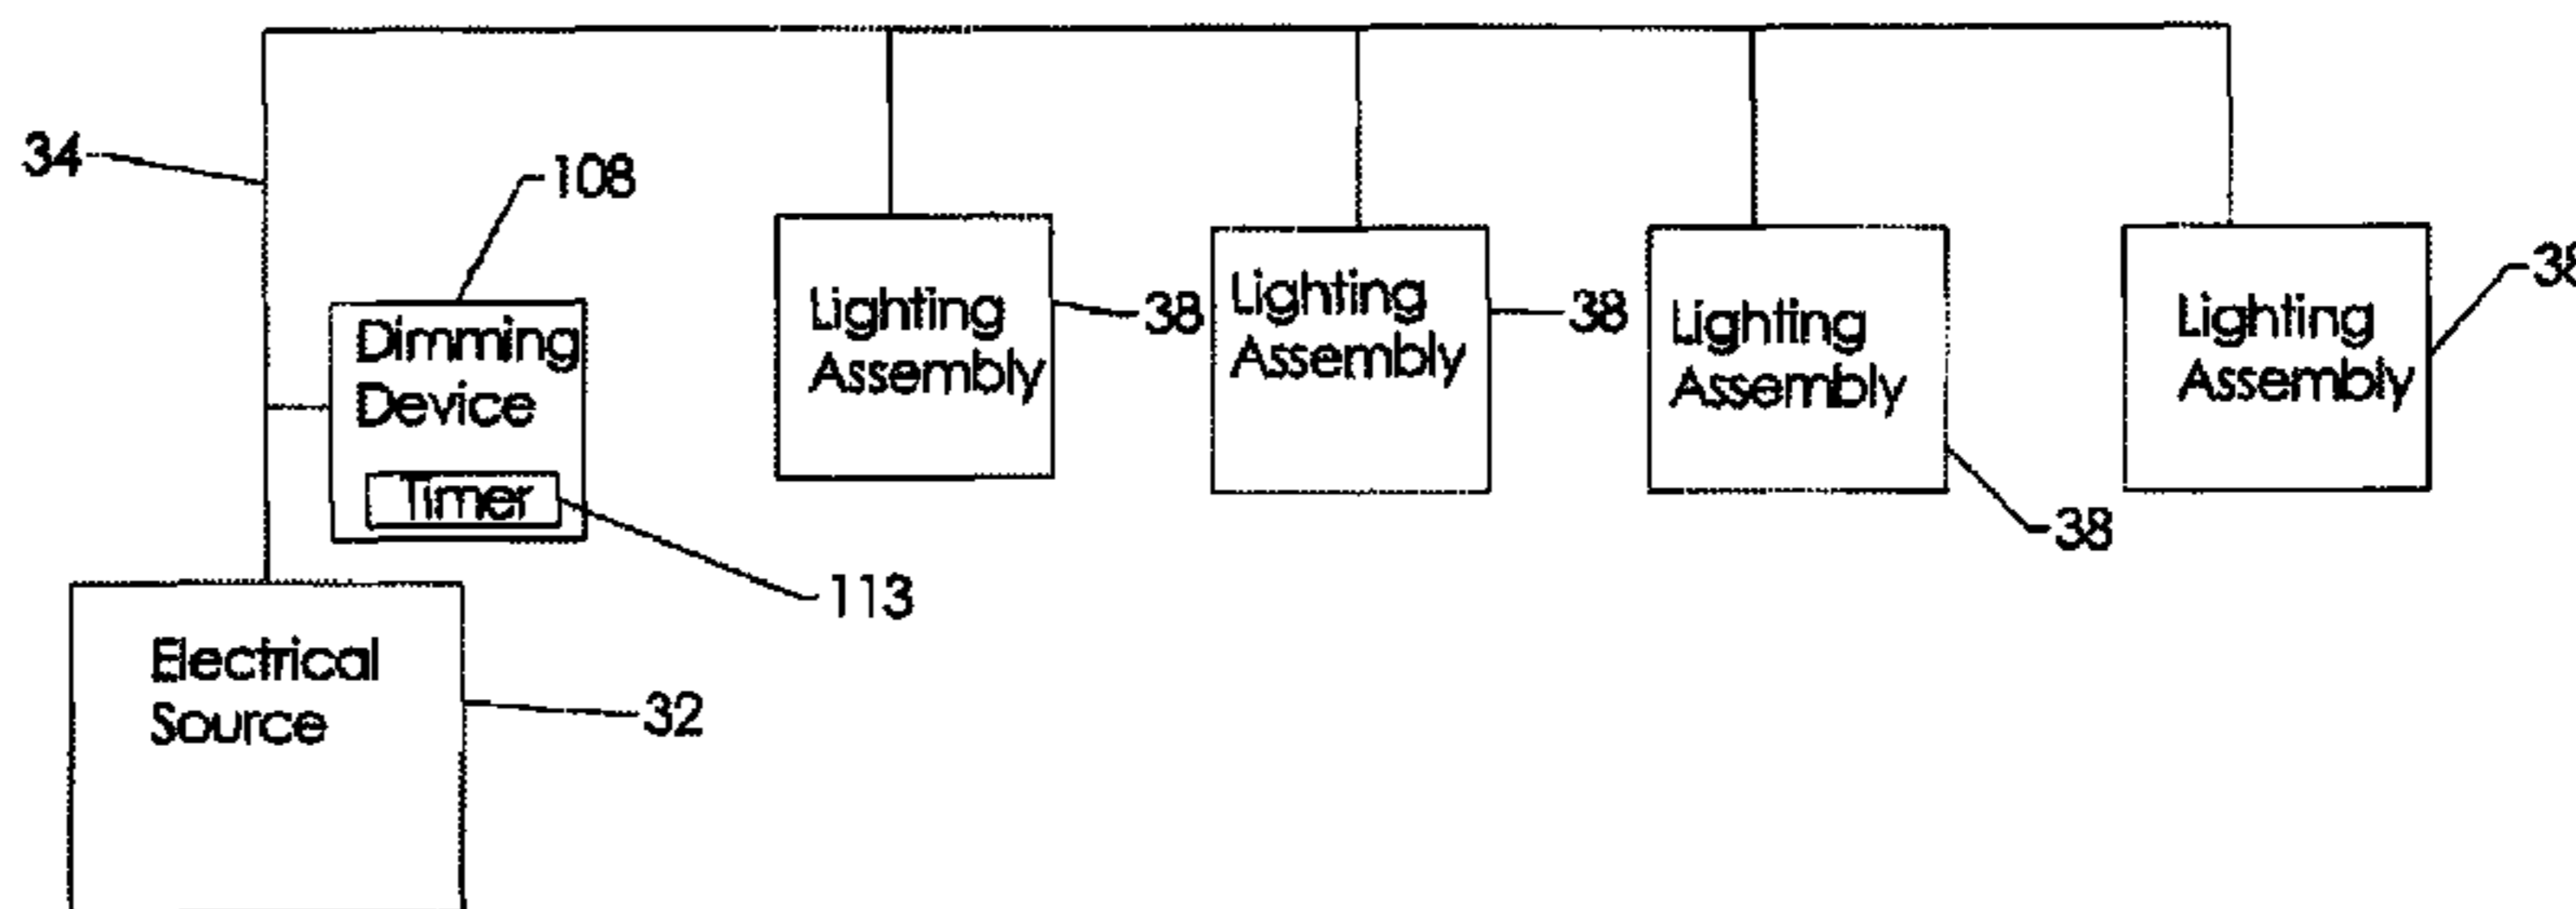 34
108
Dimming
Device
Timer
113
Lighting
Assembly
38
Lighting
Assembly
38
Lighting
Assembly
38
Lighting
Assembly
38
Electrical
Source
32